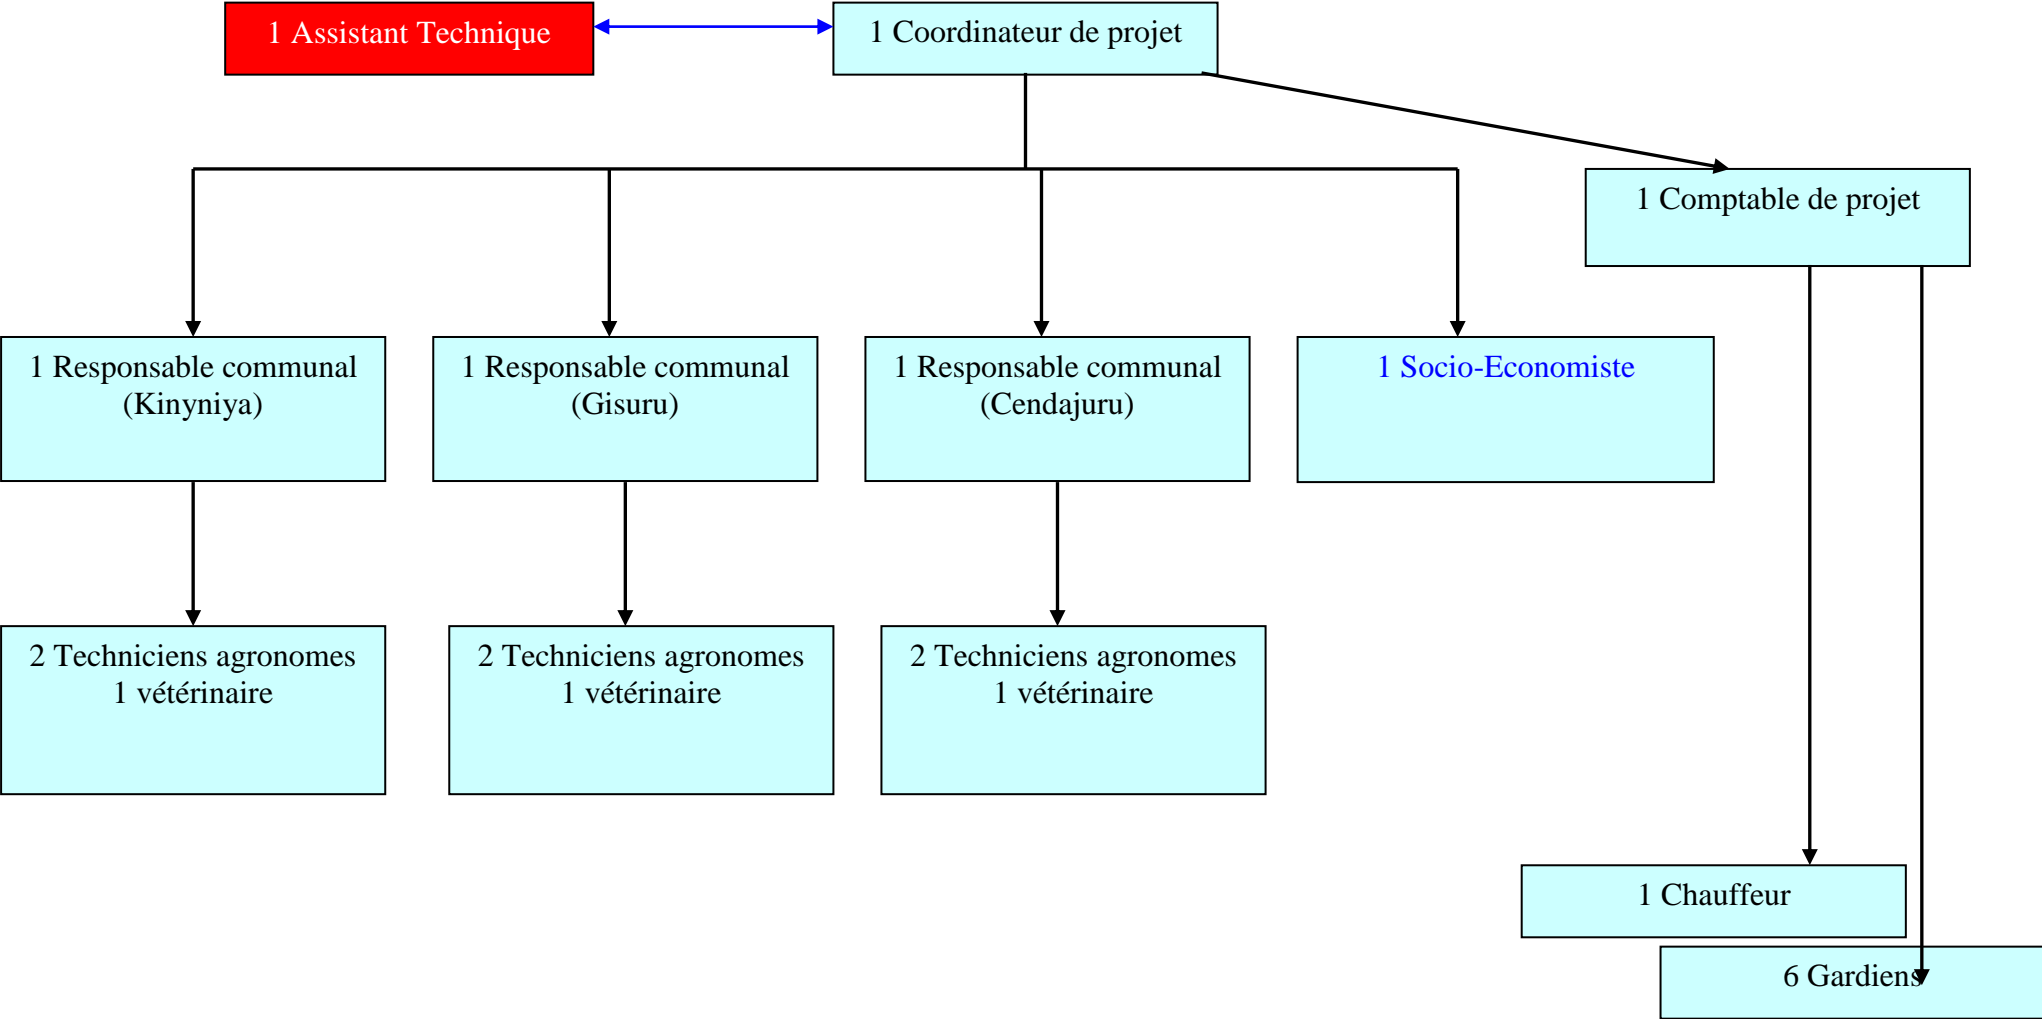 1 Assistant Technique
1 Coordinateur de projet
1 Comptable de projet
1 Responsable communal
(Kinyniya)
1 Responsable communal
(Gisuru)
1 Responsable communal
(Cendajuru)
1 Socio-Economiste
2 Techniciens agronomes
1 vétérinaire
2 Techniciens agronomes
1 vétérinaire
2 Techniciens agronomes
1 vétérinaire
1 Chauffeur
6 Gardiens